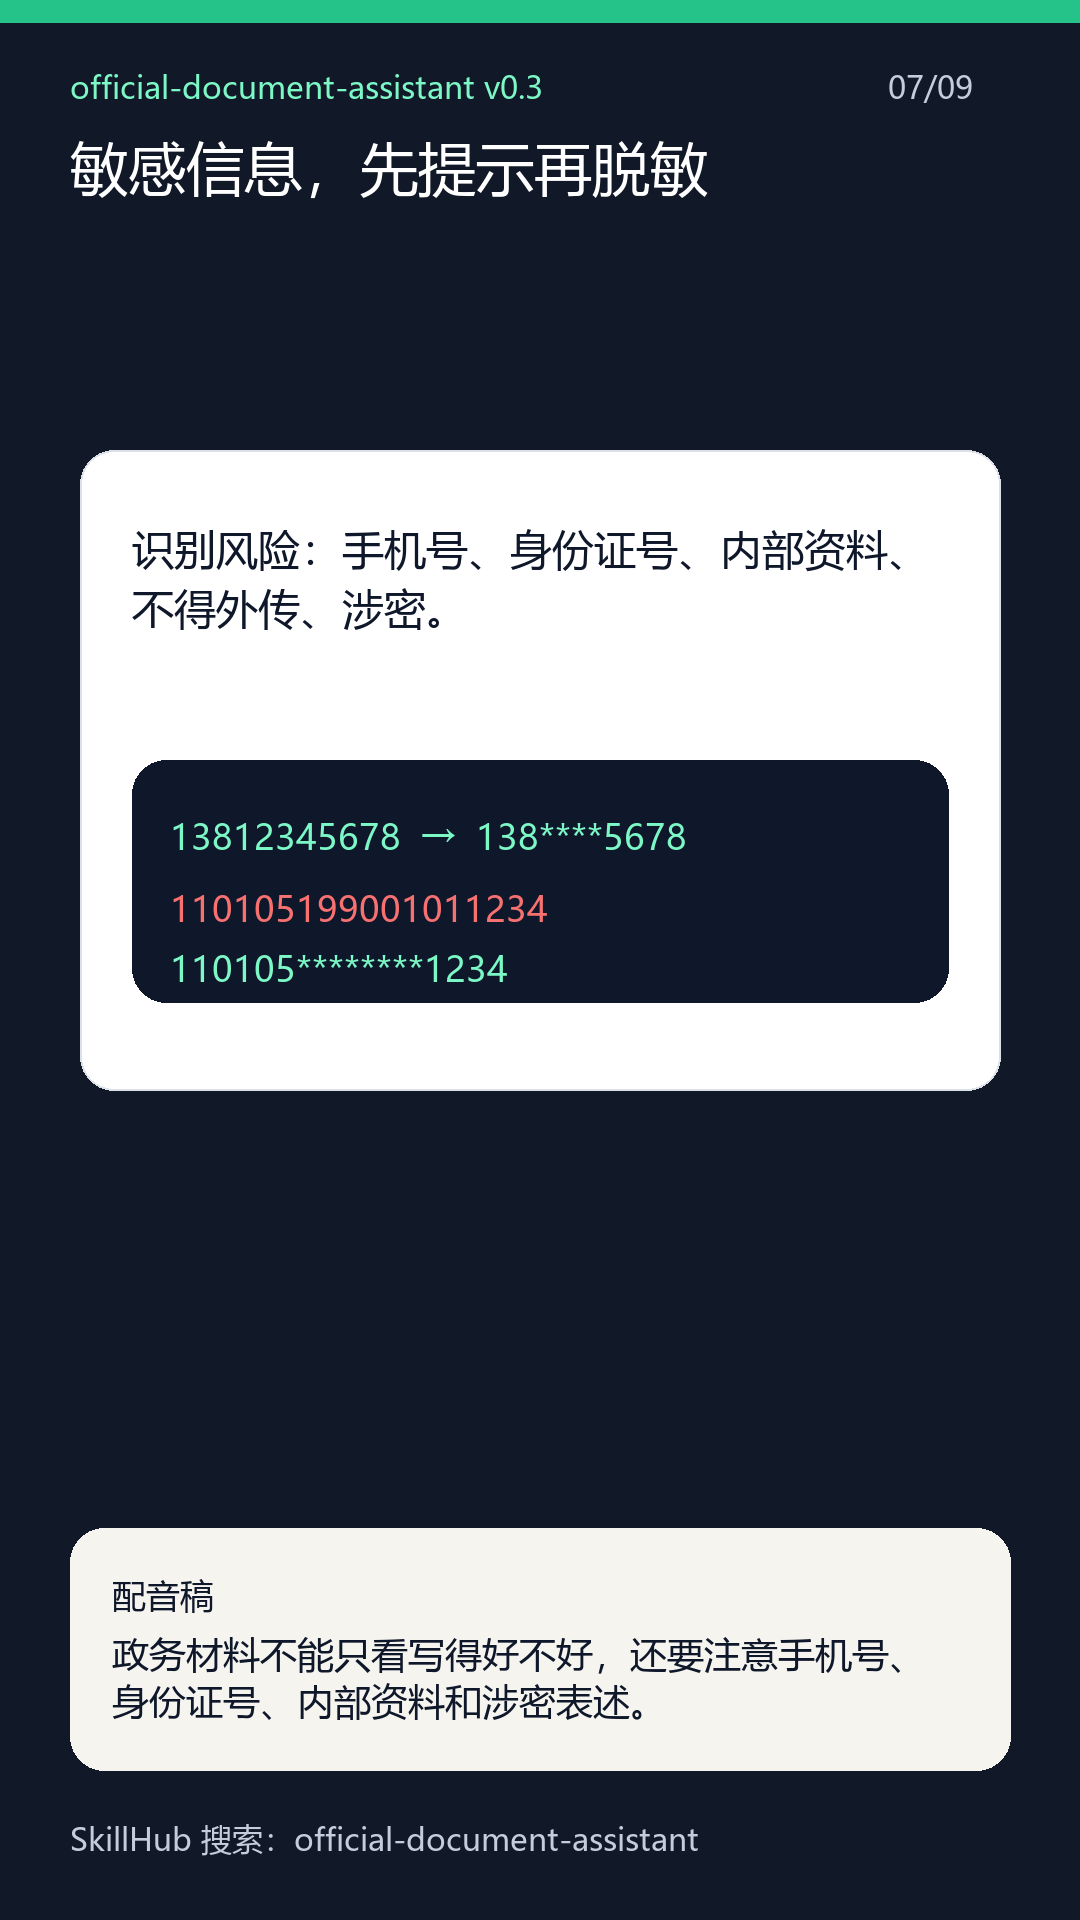 official-document-assistant v0.3
07/09
敏感信息，先提示再脱敏
识别风险：手机号、身份证号、内部资料、
不得外传、涉密。
13812345678 → 138****5678
110105199001011234
110105********1234
配音稿
政务材料不能只看写得好不好，还要注意手机号、
身份证号、内部资料和涉密表述。
SkillHub 搜索：official-document-assistant